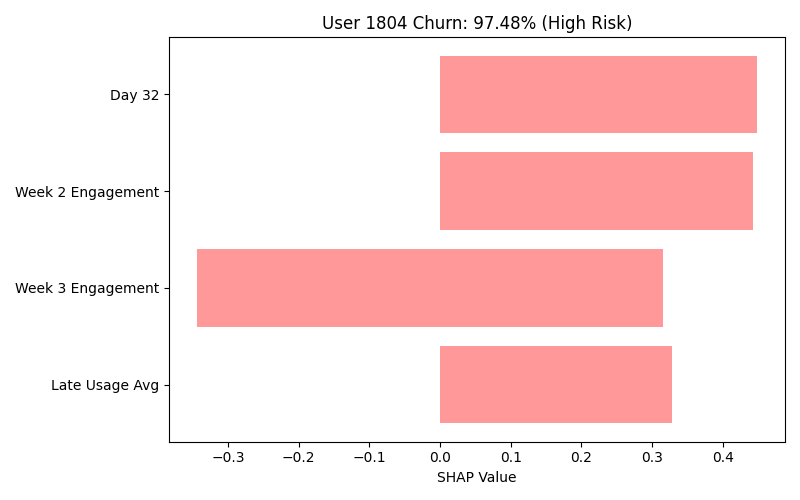 User 1804 Churn: 97.48% (High Risk)
Day 32
Week 2 Engagement
Week 3 Engagement
Late Usage Avg
−0.3 −0.2 −0.1 0.0 0.1 0.2 0.3 0.4
SHAP Value